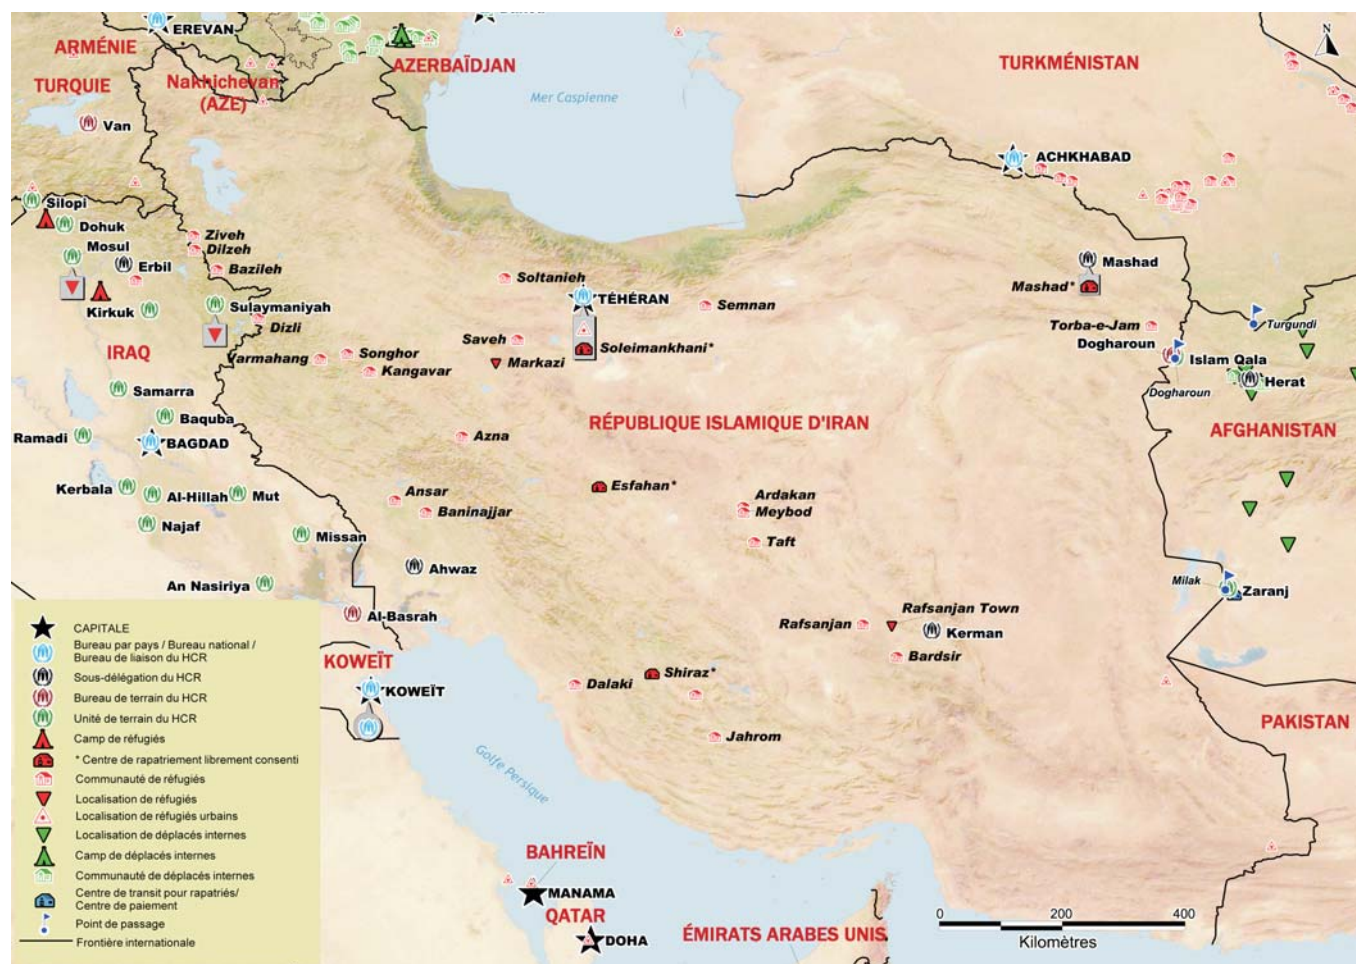 EREVAN
ARMÉNIE
AZERBAÏDJAN
TURQUIE
Nakhichevan
(AZE)
Mer Caspienne
TURKMÉNISTAN
N
Van
ACHKHABAD
Silopi
Dohuk
Mosul
Erbil
Ziveh
Dilzeh
Bazileh
Soltanieh
TÉHÉRAN
Semnan
Mashad
Mashad*
Kirkuk
Sulaymaniyah
Dizli
Saveh
Soleimankhani*
Torba-e-Jam
Turgundi
Dogharoun
Islam Qala
Herat
Dogharoun
IRAQ
Yarmahang
Songhor
Kangavar
Markazi
Samarra
Baquba
Ramadi
BAGDAD
RÉPUBLIQUE ISLAMIQUE D'IRAN
AFGHANISTAN
Azna
Kerbala
Al-Hillah
Mut
Ansar
Baninajjar
Esfahan*
Ardakan
Meybod
Taft
Najaf
Missan
An Nasiriya
Ahwaz
Milak
Zaranj
Al-Basrah
Rafsanjan
Rafsanjan Town
Kerman
Bardsir
KOWEÏT
KOWEÏT
Dalaki
Shiraz*
Jahrom
PAKISTAN
Golfe Persique
BAHREÏN
MANAMA
QATAR
DOHA
ÉMIRATS ARABES UNIS
0
200
400
Kilomètres
CAPITALE
Bureau par pays / Bureau national /
Bureau de liaison du HCR
Sous-délégation du HCR
Bureau de terrain du HCR
Unité de terrain du HCR
Camp de réfugiés
* Centre de rapatriement librement consenti
Communauté de réfugiés
Localisation de réfugiés
Localisation de réfugiés urbains
Localisation de déplacés internes
Camp de déplacés internes
Communauté de déplacés internes
Centre de transit pour rapatriés/
Centre de paiement
Point de passage
Frontière internationale